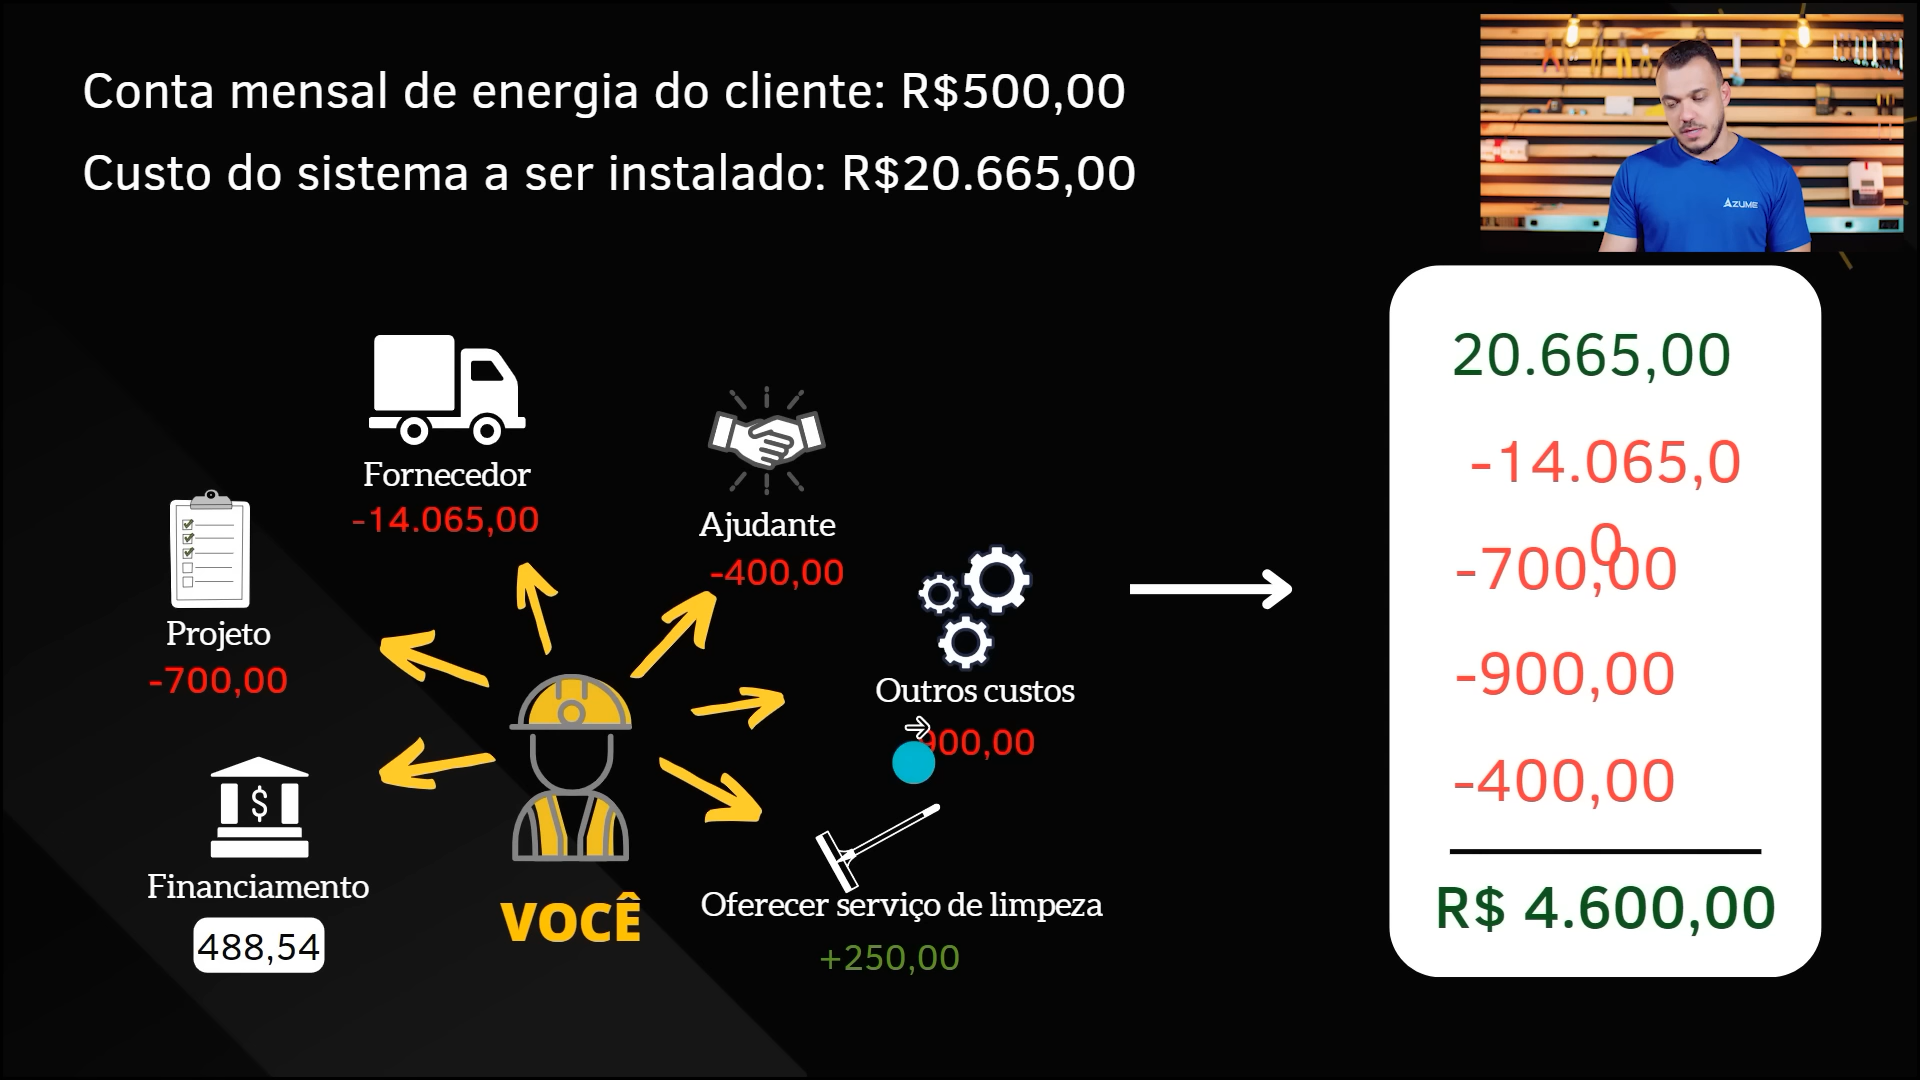 Conta mensal de energia do cliente: R$500,00
Custo do sistema a ser instalado: R$20.665,00
AZUME
Fornecedor
-14.065,00
Ajudante
-400,00
Projeto
-700,00
Outros custos
900,00
Financiamento
488,54
VOCÊ
Oferecer serviço de limpeza
+250,00
20.665,00
-14.065,0
0
-700,00
-900,00
-400,00
R$ 4.600,00